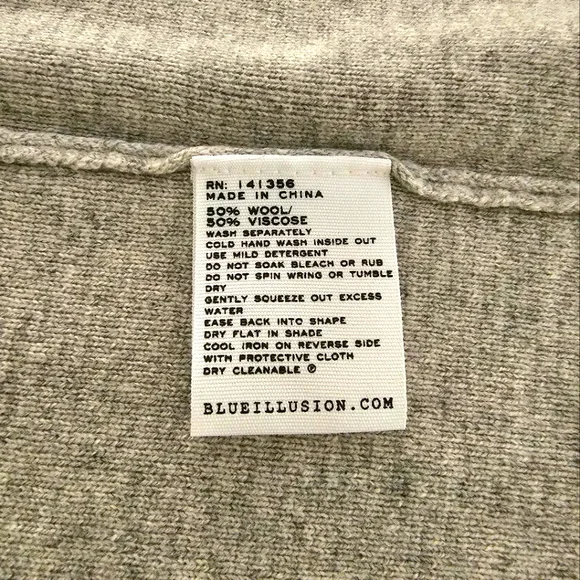 RN: 141356
MADE IN CHINA
50% WOOL/
50% VISCOSE
WASH SEPARATELY
COLD HAND WASH INSIDE OUT
USE MILD DETERGENT
DO NOT SOAK BLEACH OR RUB
DO NOT SPIN WRING OR TUMBLE
DRY
GENTLY SQUEEZE OUT EXCESS
WATER
EASE BACK INTO SHAPE
DRY FLAT IN SHADE
COOL IRON ON REVERSE SIDE
WITH PROTECTIVE CLOTH
DRY CLEANABLE Ⓟ
BLUEILLUSION.COM